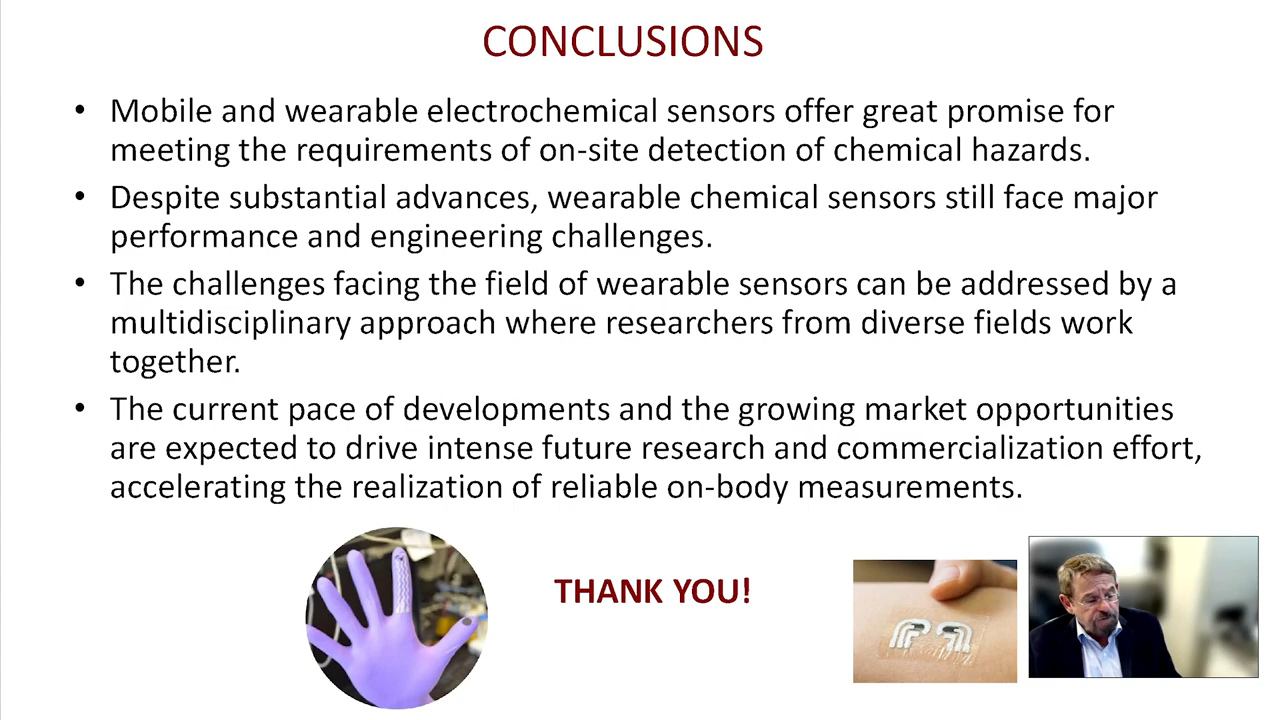 CONCLUSIONS
• Mobile and wearable electrochemical sensors offer great promise for
meeting the requirements of on-site detection of chemical hazards.
• Despite substantial advances, wearable chemical sensors still face major
performance and engineering challenges.
• The challenges facing the field of wearable sensors can be addressed by a
multidisciplinary approach where researchers from diverse fields work
together.
• The current pace of developments and the growing market opportunities
are expected to drive intense future research and commercialization effort,
accelerating the realization of reliable on-body measurements.
THANK YOU!